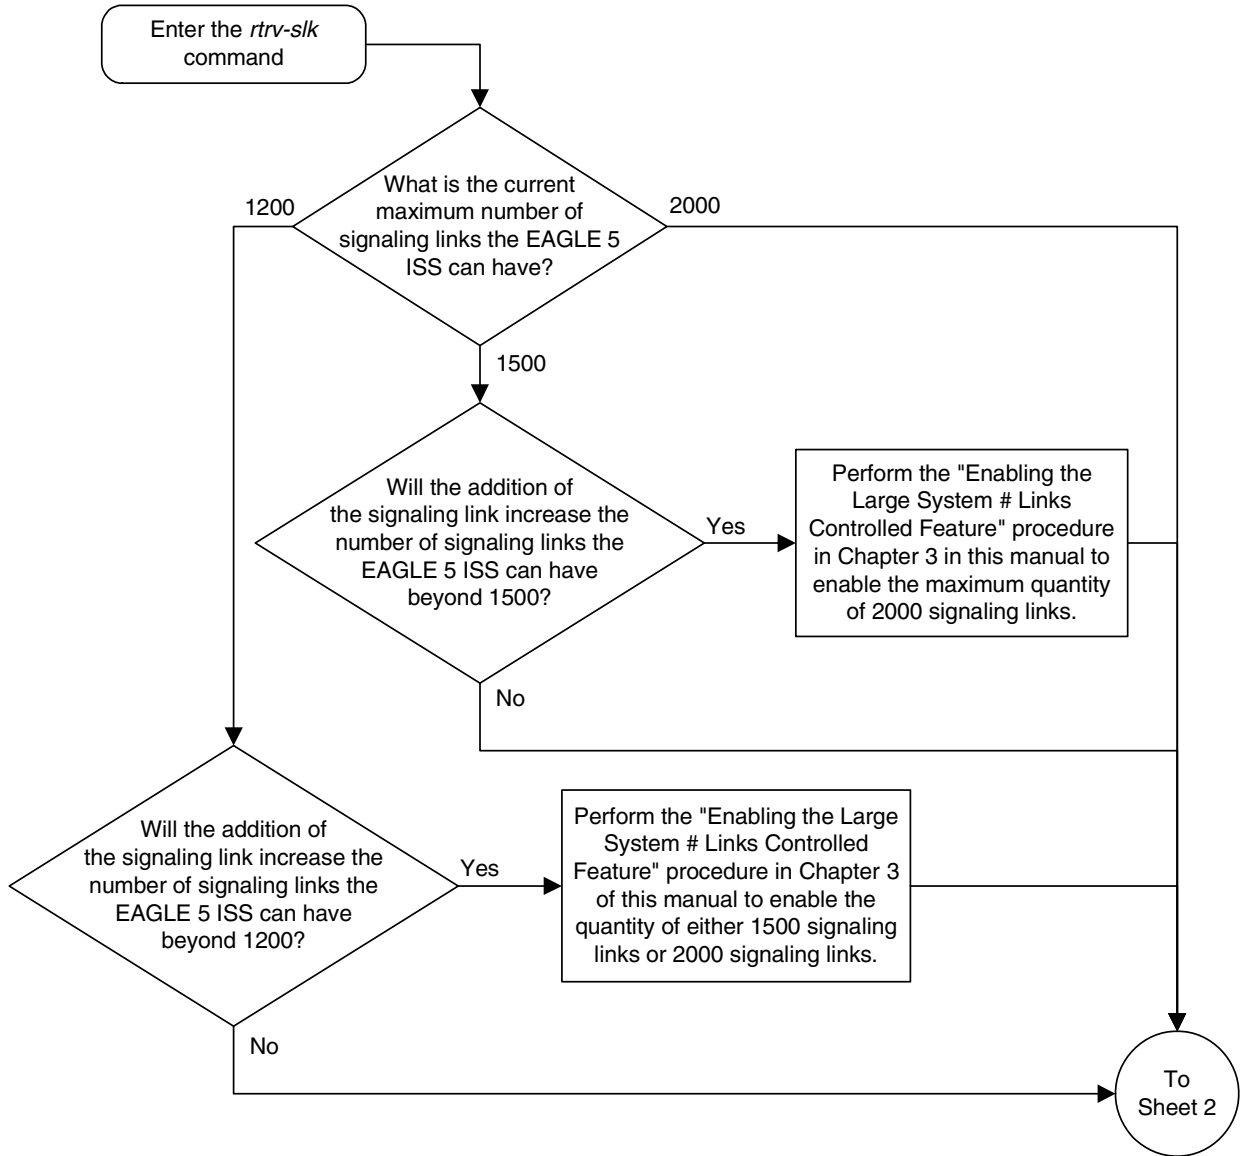 Enter the rtrv-slk
command
What is the current
maximum number of
signaling links the EAGLE 5
ISS can have?
1200
2000
1500
Will the addition of
the signaling link increase the
number of signaling links the
EAGLE 5 ISS can have
beyond 1500?
Yes
Perform the "Enabling the
Large System # Links
Controlled Feature" procedure
in Chapter 3 in this manual to
enable the maximum quantity
of 2000 signaling links.
No
Will the addition of
the signaling link increase the
number of signaling links the
EAGLE 5 ISS can have
beyond 1200?
Yes
Perform the "Enabling the Large
System # Links Controlled
Feature" procedure in Chapter 3
of this manual to enable the
quantity of either 1500 signaling
links or 2000 signaling links.
No
To
Sheet 2